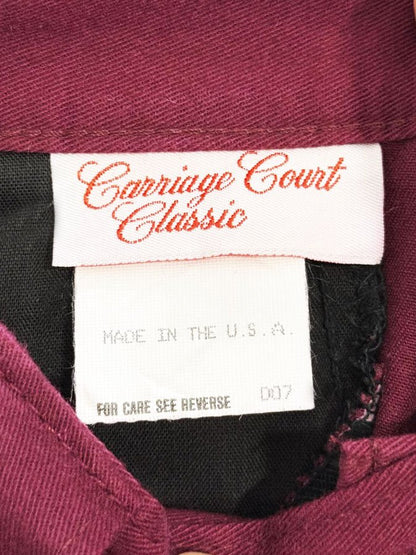 Carriage Court
Classic
MADE IN THE U.S.A.
FOR CARE SEE REVERSE D07